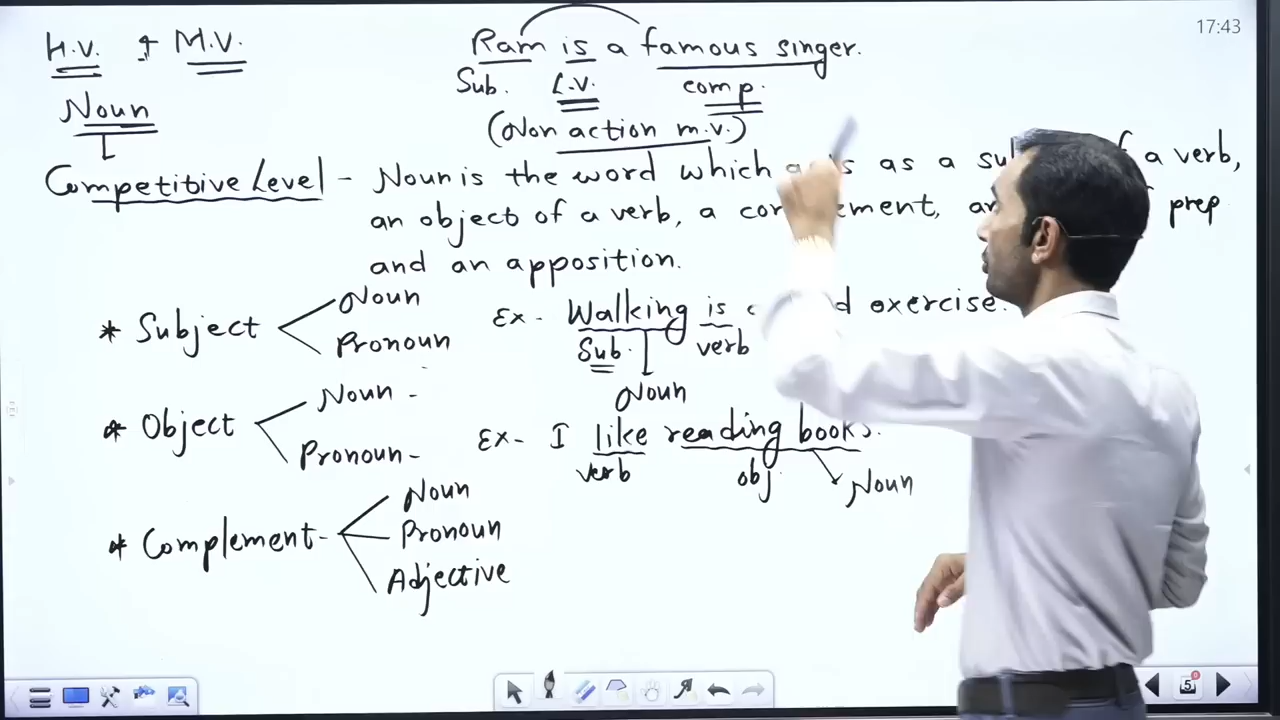 H.V. + M.V.
Ram is a famous singer.
17:43
Sub. L.V. comp.
(Non action m.v.)
Noun
Competitive Level - Noun is the word which as a a verb,
an object of a verb, a prep
and an apposition.
* Subject
Noun
Pronoun
Ex - Walking is exercise.
Sub. verb
Noun
* Object
Noun -
Pronoun -
Ex - I like reading books.
verb obj. Noun
* Complement -
Noun
Pronoun
Adjective
5